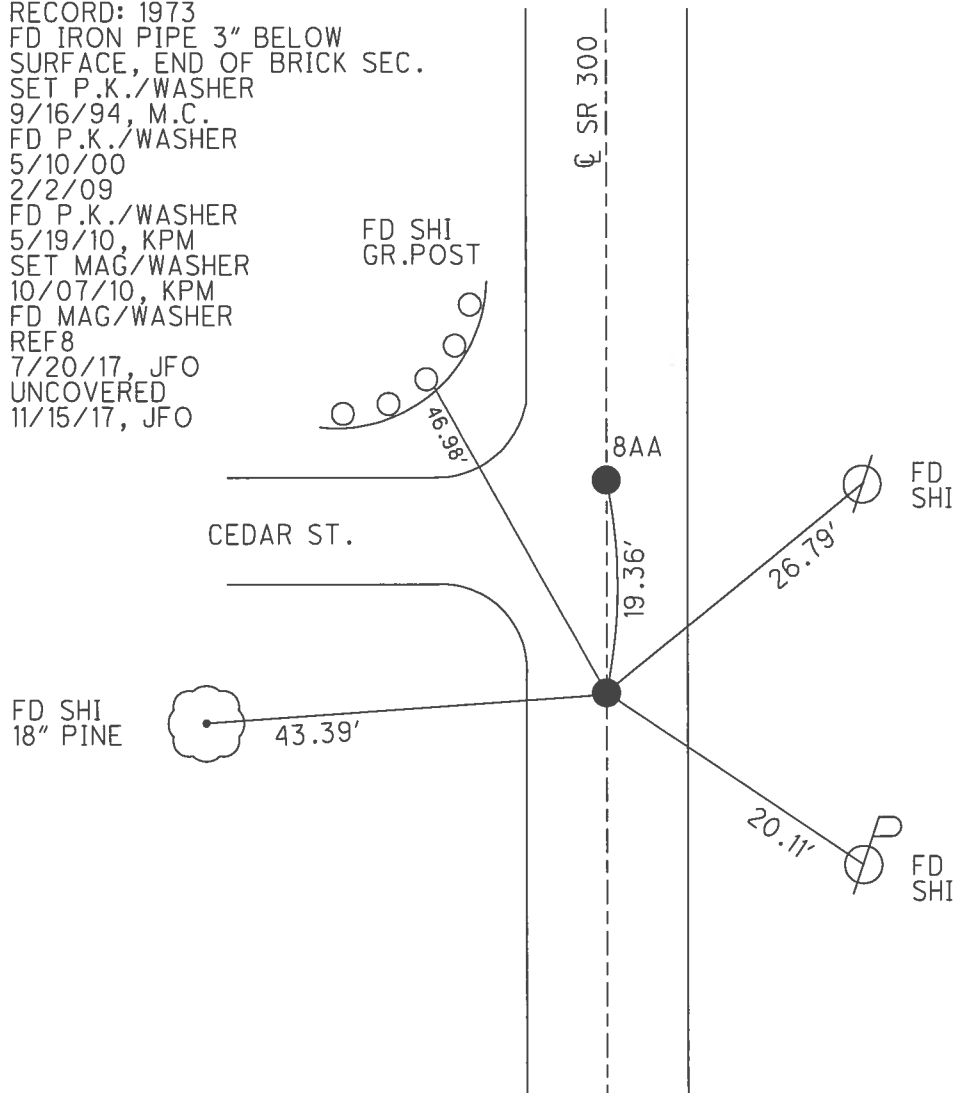 RECORD: 1973
FD IRON PIPE 3" BELOW
SURFACE, END OF BRICK SEC.
SET P.K./WASHER
9/16/94, M.C.
FD P.K./WASHER
5/10/00
2/2/09
FD P.K./WASHER
5/19/10, KPM
SET MAG/WASHER
10/07/10, KPM
FD MAG/WASHER
REF8
7/20/17, JFO
UNCOVERED
11/15/17, JFO
℄ SR 300
FD SHI
GR.POST
46.98'
8AA
FD
SHI
CEDAR ST.
19.36'
26.79'
FD SHI
18" PINE
43.39'
20.11'
FD
SHI